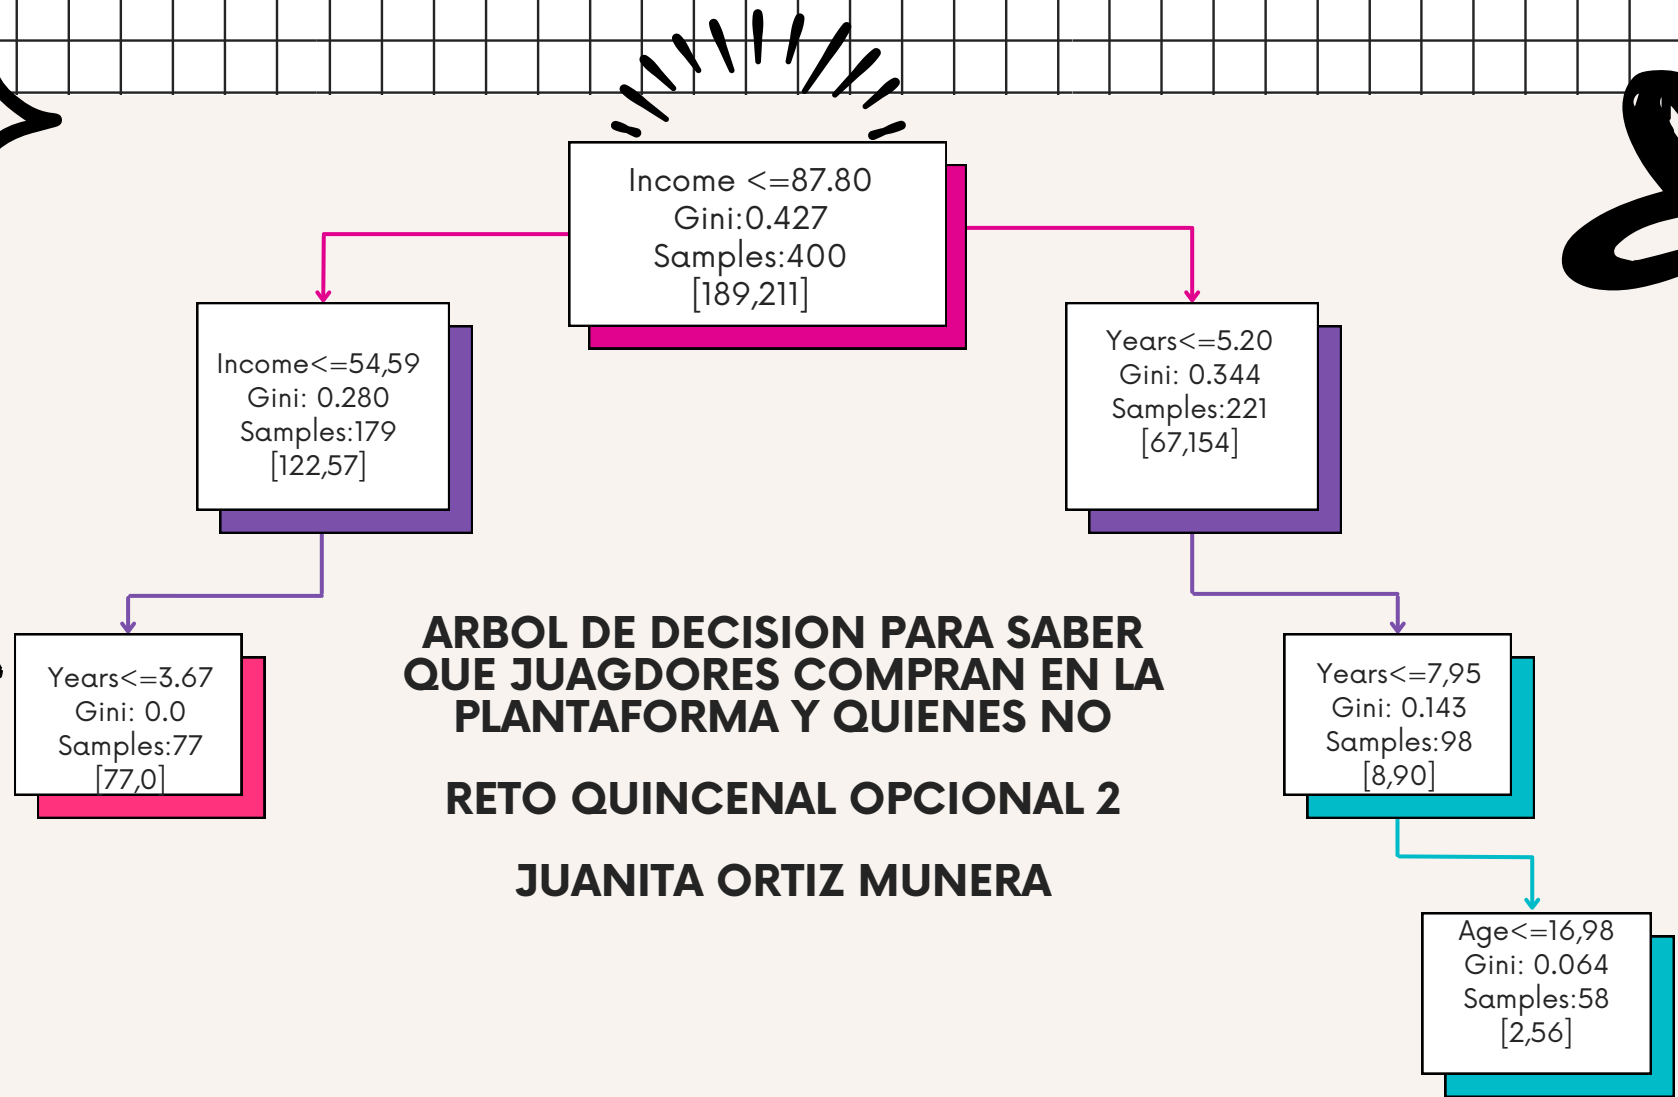 Income <=87.80
Gini:0.427
Samples:400
[189,211]
Income<=54,59
Gini: 0.280
Samples:179
[122,57]
Years<=5.20
Gini: 0.344
Samples:221
[67,154]
Years<=3.67
Gini: 0.0
Samples:77
[77,0]
ARBOL DE DECISION PARA SABER
QUE JUAGDORES COMPRAN EN LA
PLANTAFORMA Y QUIENES NO
RETO QUINCENAL OPCIONAL 2
JUANITA ORTIZ MUNERA
Years<=7,95
Gini: 0.143
Samples:98
[8,90]
Age<=16,98
Gini: 0.064
Samples:58
[2,56]